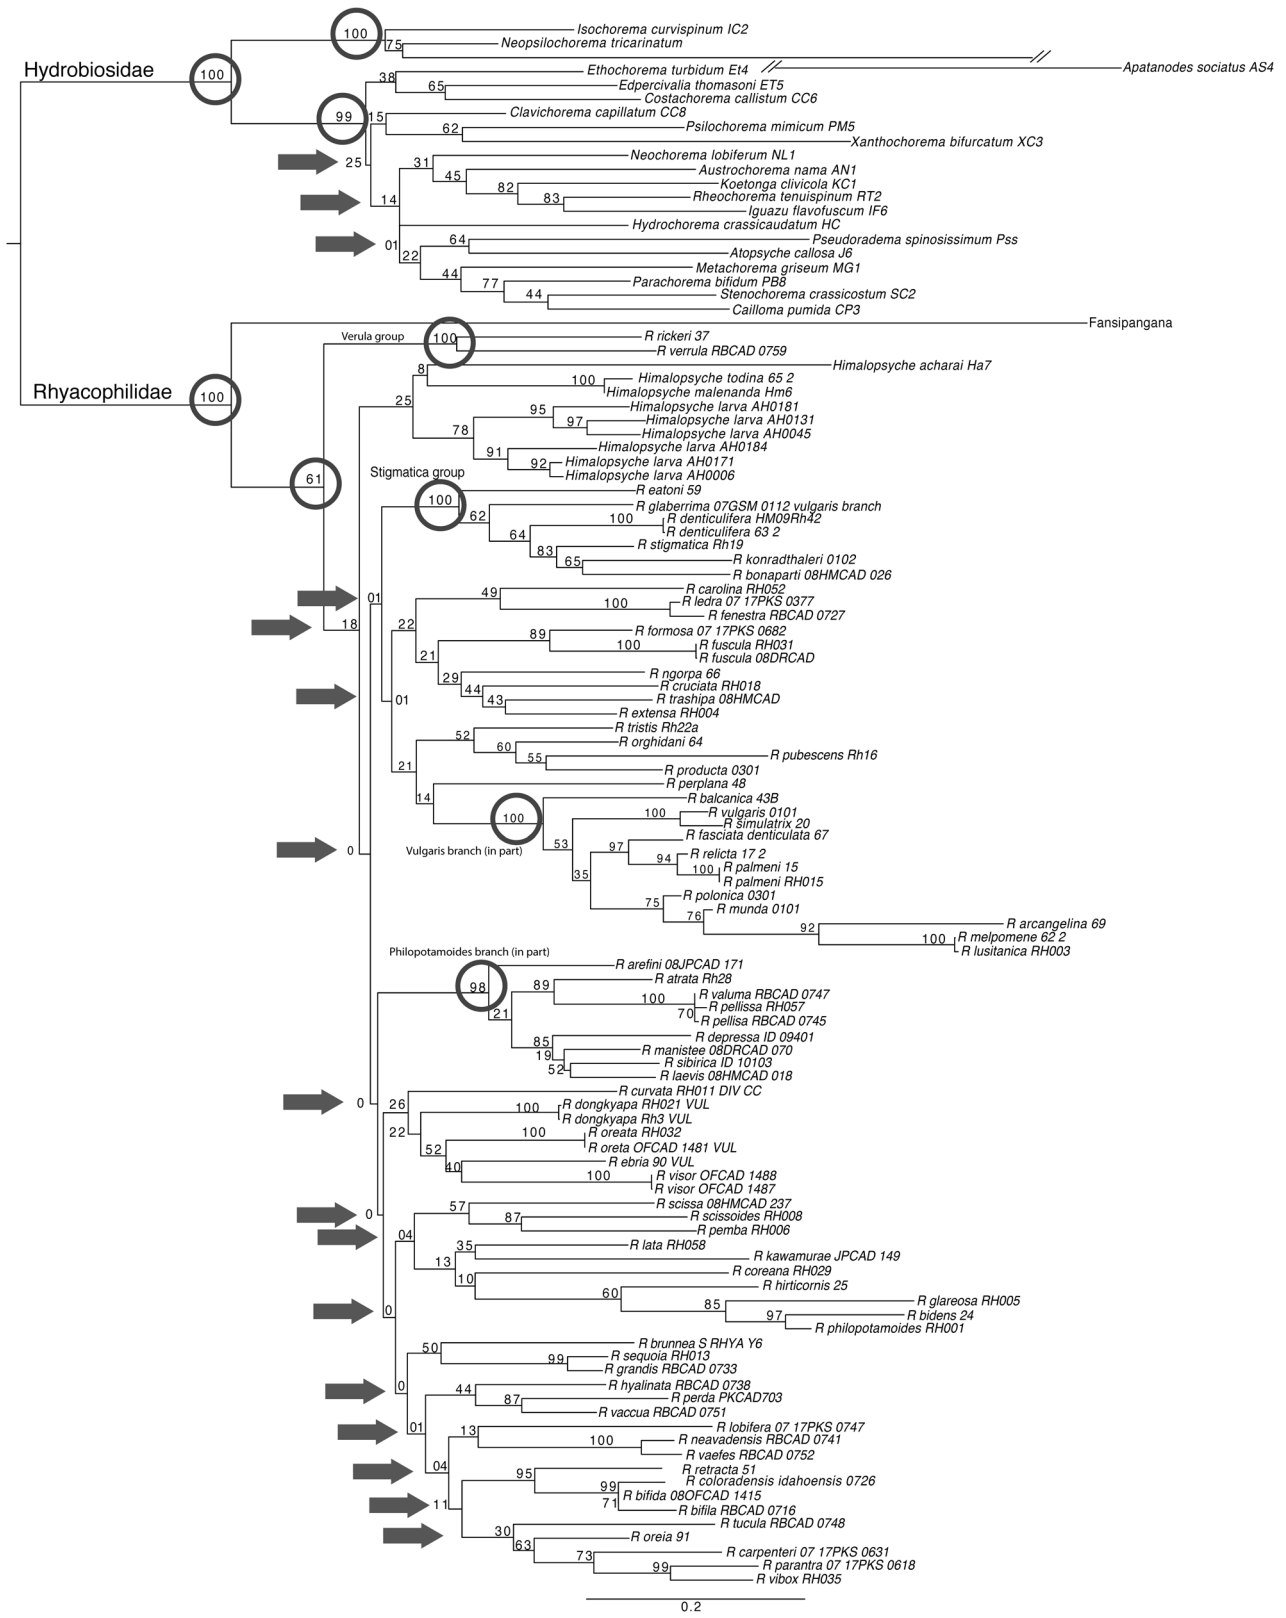 100
Isochorema curvispinum IC2
75
Neopsilochorema tricarinatum
Hydrobiosidae
100
Apatanodes sociatus AS4
Ethochorema turbidum Et4
38
65
Edpercivalia thomasoni ET5
Costachorema callistum CC6
99
15
Clavichorema capillatum CC8
62
Psilochorema mimicum PM5
Xanthochorema bifurcatum XC3
25
31
Neochorema lobiferum NL1
45
Austrochorema nama AN1
82
Koetonga clivicola KC1
14
83
Rheochorema tenuispinum RT2
Iguazu flavofuscum IF6
Hydrochorema crassicaudatum HC
01
64
Pseudoradema spinosissimum Pss
22
Atopsyche callosa J6
44
Metachorema griseum MG1
77
Parachorema bifidum PB8
44
Stenochorema crassicostum SC2
Cailloma pumida CP3
Fansipangana
Verula group
100
R rickeri 37
R verrula RBCAD 0759
Rhyacophilidae
100
8
Himalopsyche acharai Ha7
100
Himalopsyche todina 65 2
Himalopsyche malenanda Hm6
25
95
Himalopsyche larva AH0181
97
Himalopsyche larva AH0131
78
Himalopsyche larva AH0045
91
Himalopsyche larva AH0184
92
Himalopsyche larva AH0171
Himalopsyche larva AH0006
61
Stigmatica group
100
R eatoni 59
62
R glaberrima 07GSM 0112 vulgaris branch
100
R denticulifera HM09Rh42
64
R denticulifera 63 2
83
R stigmatica Rh19
65
R konradthaleri 0102
R bonaparti 08HMCAD 026
01
49
R carolina RH052
100
R ledra 07 17PKS 0377
R fenestra RBCAD 0727
18
22
89
R formosa 07 17PKS 0682
100
R fuscula RH031
21
R fuscula 08DRCAD
29
R ngorpa 66
44
R cruciata RH018
43
R trashipa 08HMCAD
R extensa RH004
01
52
R tristis Rh22a
60
R orghidani 64
55
R pubescens Rh16
21
R producta 0301
14
R perplana 48
100
R balcanica 43B
100
R vulgaris 0101
R simulatrix 20
Vulgaris branch (in part)
0
53
97
R fasciata denticulata 67
94
R relicta 17 2
35
100
R palmeni 15
R palmeni RH015
75
R polonica 0301
76
R munda 0101
92
R arcangelina 69
100
R melpomene 62 2
R lusitanica RH003
Philopotamoides branch (in part)
98
R arefini 08JPCAD 171
89
R atrata Rh28
100
R valuma RBCAD 0747
21
70
R pellissa RH057
R pellisa RBCAD 0745
85
R depressa ID 09401
19
R manistee 08DRCAD 070
52
R sibirica ID 10103
R laevis 08HMCAD 018
0
26
R curvata RH011 DIV CC
100
R dongkyapa RH021 VUL
22
R dongkyapa Rh3 VUL
100
R oreata RH032
52
R oreta OFCAD 1481 VUL
40
R ebria 90 VUL
100
R visor OFCAD 1488
R visor OFCAD 1487
0
57
R scissa 08HMCAD 237
87
R scissoides RH008
04
R pemba RH006
35
R lata RH058
13
R kawamurae JPCAD 149
10
R coreana RH029
60
R hirticornis 25
85
R glareosa RH005
0
97
R bidens 24
R philopotamoides RH001
50
R brunnea S RHYA Y6
99
R sequoia RH013
R grandis RBCAD 0733
0
44
R hyalinata RBCAD 0738
87
R perda PKCAD703
R vaccua RBCAD 0751
01
13
R lobifera 07 17PKS 0747
100
R neavadensis RBCAD 0741
R vaefes RBCAD 0752
04
95
R retracta 51
99
R coloradensis idahoensis 0726
11
71
R bifida 08OFCAD 1415
R bifila RBCAD 0716
30
R tucula RBCAD 0748
63
R oreia 91
73
R carpenteri 07 17PKS 0631
99
R parantra 07 17PKS 0618
R vibox RH035
0.2